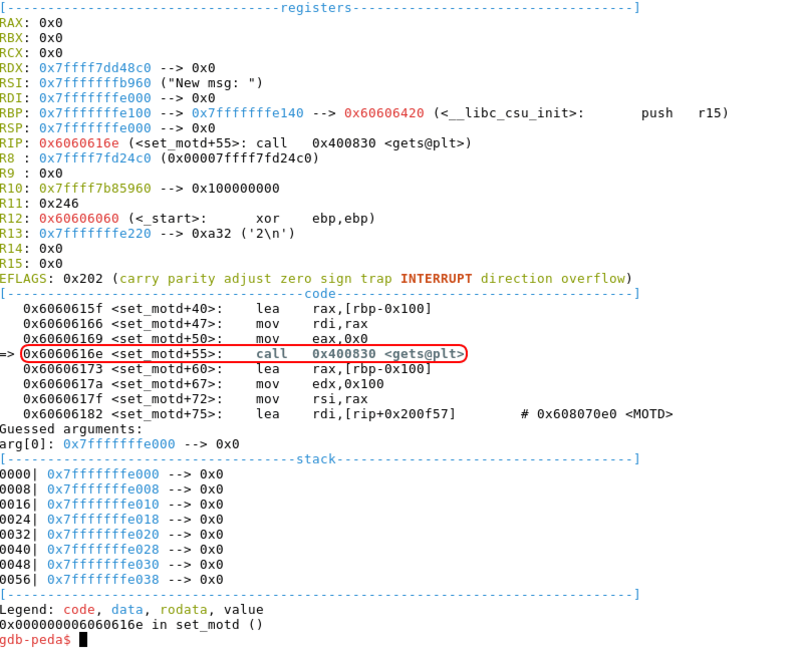 [----------------------------------registers-----------------------------------]
RAX: 0x0
RBX: 0x0
RCX: 0x0
RDX: 0x7ffff7dd48c0 --> 0x0
RSI: 0x7fffffffb960 ("New msg: ")
RDI: 0x7fffffffe000 --> 0x0
RBP: 0x7fffffffe100 --> 0x7fffffffe140 --> 0x60606420 (<__libc_csu_init>:       push   r15)
RSP: 0x7fffffffe000 --> 0x0
RIP: 0x6060616e (<set_motd+55>: call   0x400830 <gets@plt>)
R8 : 0x7ffff7fd24c0 (0x00007ffff7fd24c0)
R9 : 0x0
R10: 0x7ffff7b85960 --> 0x100000000
R11: 0x246
R12: 0x60606060 (<_start>:      xor    ebp,ebp)
R13: 0x7fffffffe220 --> 0xa32 ('2\n')
R14: 0x0
R15: 0x0
EFLAGS: 0x202 (carry parity adjust zero sign trap INTERRUPT direction overflow)
[-------------------------------------code-------------------------------------]
   0x6060615f <set_motd+40>:    lea    rax,[rbp-0x100]
   0x60606166 <set_motd+47>:    mov    rdi,rax
   0x60606169 <set_motd+50>:    mov    eax,0x0
=> 0x6060616e <set_motd+55>:    call   0x400830 <gets@plt>
   0x60606173 <set_motd+60>:    lea    rax,[rbp-0x100]
   0x6060617a <set_motd+67>:    mov    edx,0x100
   0x6060617f <set_motd+72>:    mov    rsi,rax
   0x60606182 <set_motd+75>:    lea    rdi,[rip+0x200f57]        # 0x608070e0 <MOTD>
Guessed arguments:
arg[0]: 0x7fffffffe000 --> 0x0
[------------------------------------stack-------------------------------------]
0000| 0x7fffffffe000 --> 0x0
0008| 0x7fffffffe008 --> 0x0
0016| 0x7fffffffe010 --> 0x0
0024| 0x7fffffffe018 --> 0x0
0032| 0x7fffffffe020 --> 0x0
0040| 0x7fffffffe028 --> 0x0
0048| 0x7fffffffe030 --> 0x0
0056| 0x7fffffffe038 --> 0x0
[------------------------------------------------------------------------------]
Legend: code, data, rodata, value
0x000000006060616e in set_motd ()
gdb-peda$